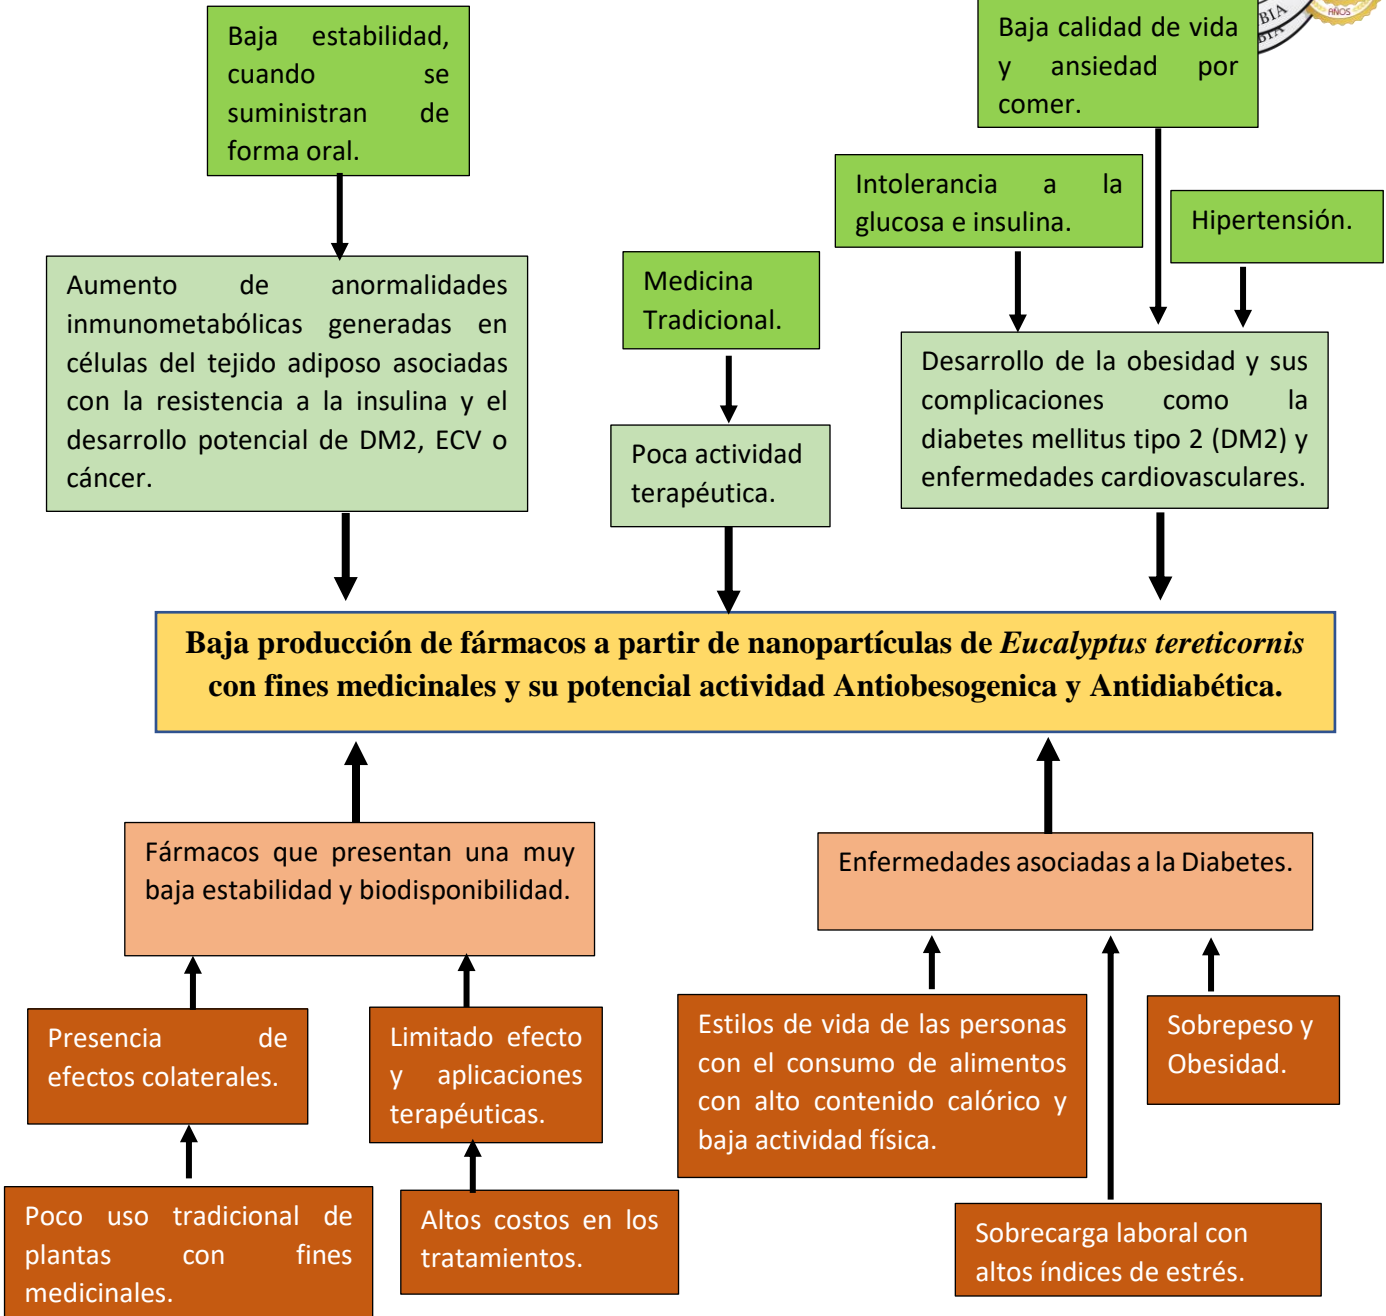 Baja estabilidad,
cuando se
suministran de
forma oral.
Baja calidad de vida
y ansiedad por
comer.
BIA
BIA
AÑOS
Intolerancia a la
glucosa e insulina.
Hipertensión.
Aumento de anormalidades
inmunometabólicas generadas en
células del tejido adiposo asociadas
con la resistencia a la insulina y el
desarrollo potencial de DM2, ECV o
cáncer.
Medicina
Tradicional.
Desarrollo de la obesidad y sus
complicaciones como la
diabetes mellitus tipo 2 (DM2) y
enfermedades cardiovasculares.
Poca actividad
terapéutica.
Baja producción de fármacos a partir de nanopartículas de Eucalyptus tereticornis
con fines medicinales y su potencial actividad Antiobesogenica y Antidiabética.
Fármacos que presentan una muy
baja estabilidad y biodisponibilidad.
Enfermedades asociadas a la Diabetes.
Presencia de
efectos colaterales.
Limitado efecto
y aplicaciones
terapéuticas.
Estilos de vida de las personas
con el consumo de alimentos
con alto contenido calórico y
baja actividad física.
Sobrepeso y
Obesidad.
Poco uso tradicional de
plantas con fines
medicinales.
Altos costos en los
tratamientos.
Sobrecarga laboral con
altos índices de estrés.